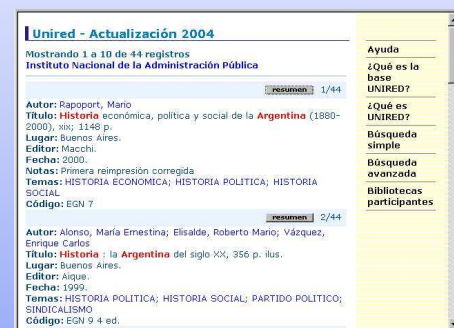 Unired - Actualización 2004
Mostrando 1 a 10 de 44 registros
Instituto Nacional de la Administración Pública
resumen 1/44
Autor: Rapoport, Mario
Título: Historia económica, política y social de la Argentina (1880-
2000), xix; 1148 p.
Lugar: Buenos Aires.
Editor: Macchi.
Fecha: 2000.
Notas: Primera reimpresión corregida
Temas: HISTORIA ECONOMICA; HISTORIA POLITICA; HISTORIA
SOCIAL
Código: EGN 7
resumen 2/44
Autor: Alonso, María Ernestina; Elisalde, Roberto Mario; Vázquez,
Enrique Carlos
Título: Historia : la Argentina del siglo XX, 356 p. ilus.
Lugar: Buenos Aires.
Editor: Aique.
Fecha: 1999.
Temas: HISTORIA POLITICA; HISTORIA SOCIAL; PARTIDO POLITICO;
SINDICALISMO
Código: EGN 9 4 ed.
Ayuda
¿Qué es la
base
UNIRED?
¿Qué es
UNIRED?
Búsqueda
simple
Búsqueda
avanzada
Bibliotecas
participantes